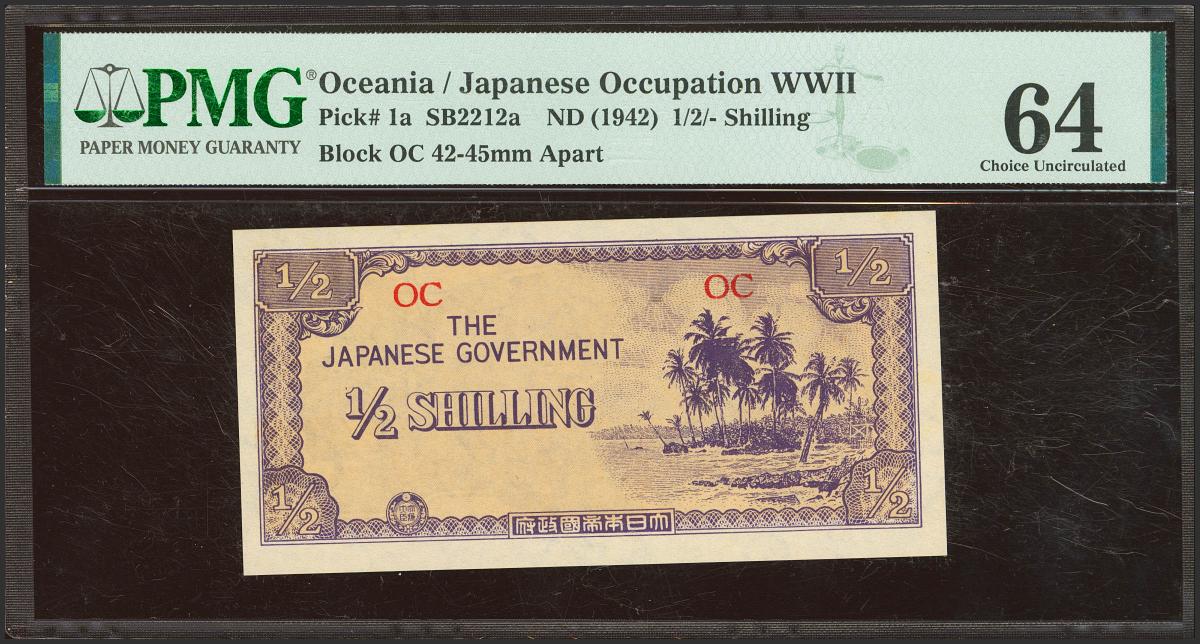 PMG®
PAPER MONEY GUARANTY
Oceania / Japanese Occupation WWII
Pick# 1a SB2212a ND (1942) 1/2/- Shilling
Block OC 42-45mm Apart
64
Choice Uncirculated
1/2
1/2
OC
OC
THE
JAPANESE GOVERNMENT
1/2 SHILLING
1/2
1/2
府政國帝本日大